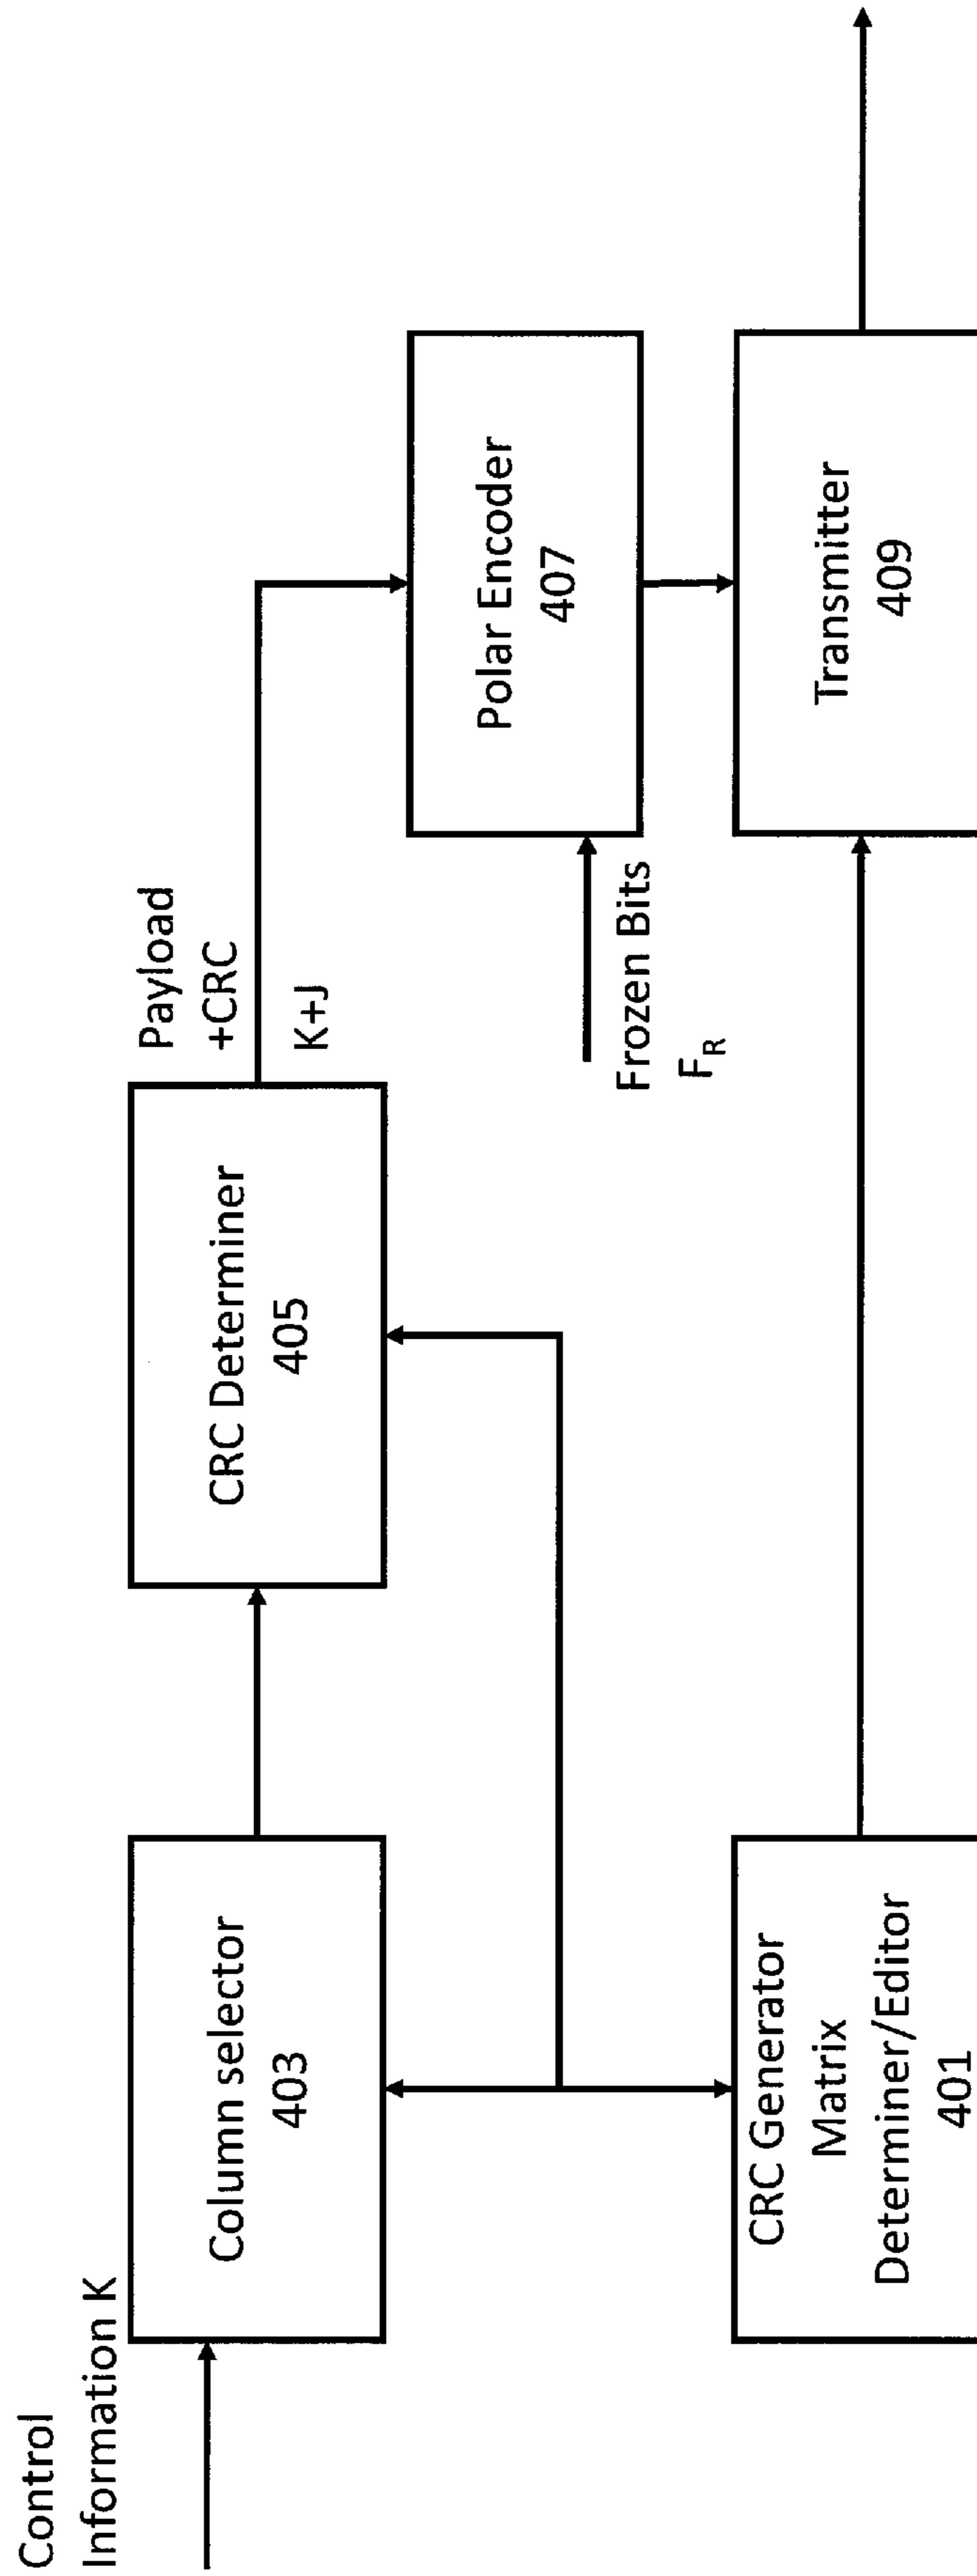 Control
Information K
Column selector
403
CRC Determiner
405
Payload
+CRC
K+J
Polar Encoder
407
Frozen Bits
F_R
CRC Generator
Matrix
Determiner/Editor
401
Transmitter
409